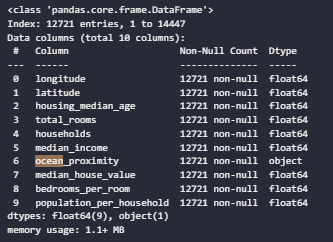 <class 'pandas.core.frame.DataFrame'>
Index: 12721 entries, 1 to 14447
Data columns (total 10 columns):
 #   Column                    Non-Null Count  Dtype
---  ------                    --------------  -----
 0   longitude                 12721 non-null  float64
 1   latitude                  12721 non-null  float64
 2   housing_median_age        12721 non-null  float64
 3   total_rooms               12721 non-null  float64
 4   households                12721 non-null  float64
 5   median_income             12721 non-null  float64
 6   ocean_proximity           12721 non-null  object
 7   median_house_value        12721 non-null  float64
 8   bedrooms_per_room         12721 non-null  float64
 9   population_per_household  12721 non-null  float64
dtypes: float64(9), object(1)
memory usage: 1.1+ MB